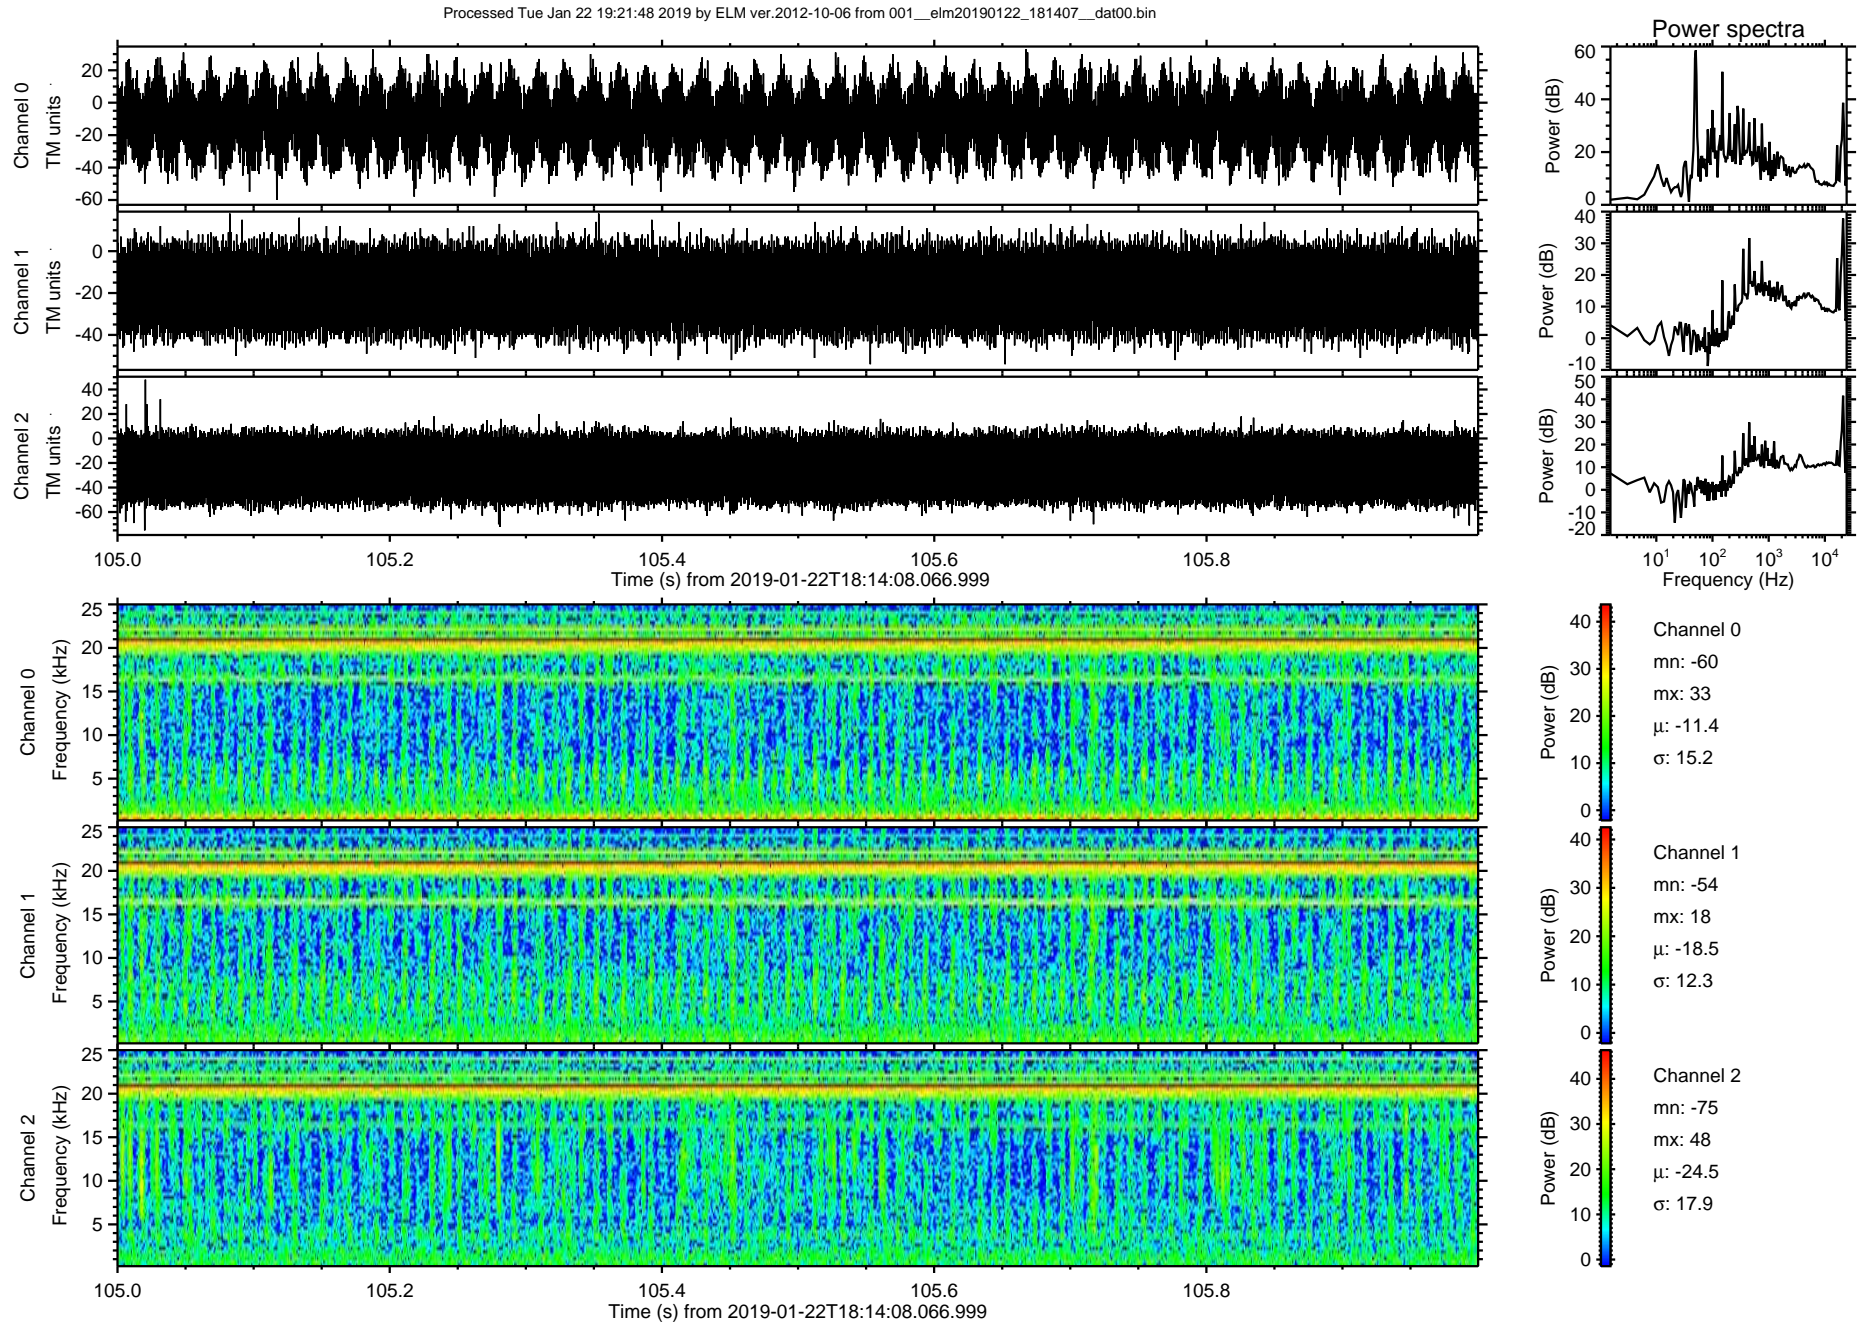 Processed Tue Jan 22 19:21:48 2019 by ELM ver.2012-10-06 from 001__elm20190122_181407__dat00.bin
Power spectra
Channel 0
TM units
20
0
-20
-40
-60
Power (dB)
60
40
20
0
Channel 1
TM units
0
-20
-40
Power (dB)
40
30
20
10
0
-10
Channel 2
TM units
40
20
0
-20
-40
-60
Power (dB)
50
40
30
20
10
0
-10
-20
105.0 105.2 105.4 105.6 105.8
Time (s) from 2019-01-22T18:14:08.066.999
10¹ 10² 10³ 10⁴
Frequency (Hz)
Channel 0
Frequency (kHz)
25
20
15
10
5
Power (dB)
40
30
20
10
0
Channel 0
mn: -60
mx: 33
μ: -11.4
σ: 15.2
Channel 1
Frequency (kHz)
25
20
15
10
5
Power (dB)
40
30
20
10
0
Channel 1
mn: -54
mx: 18
μ: -18.5
σ: 12.3
Channel 2
Frequency (kHz)
25
20
15
10
5
Power (dB)
40
30
20
10
0
Channel 2
mn: -75
mx: 48
μ: -24.5
σ: 17.9
105.0 105.2 105.4 105.6 105.8
Time (s) from 2019-01-22T18:14:08.066.999